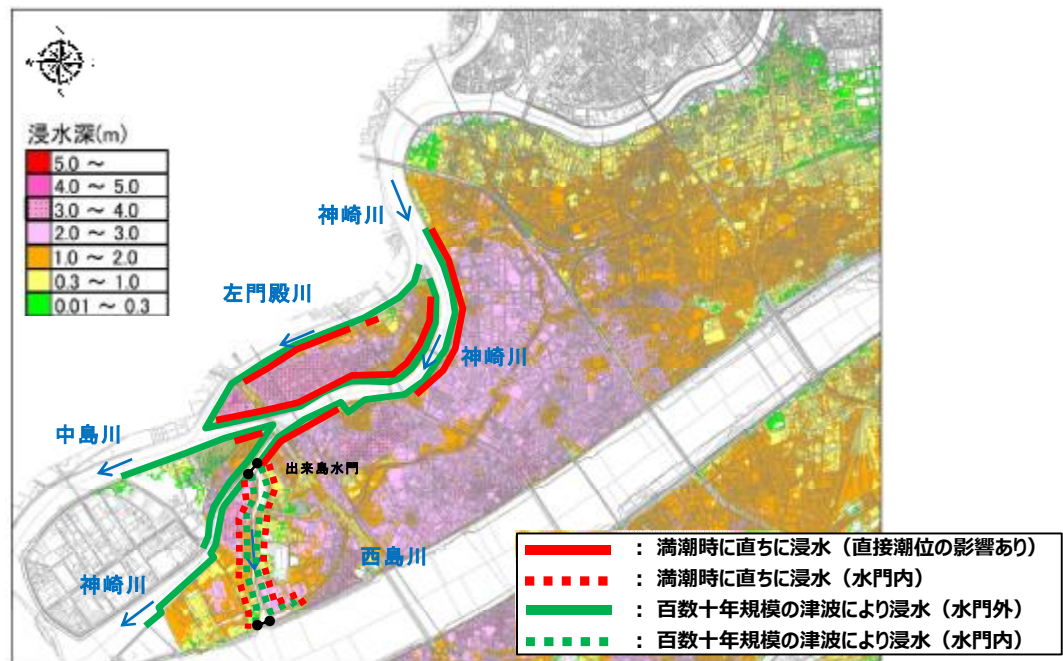 浸水深(m)
5.0 ～
4.0 ～ 5.0
3.0 ～ 4.0
2.0 ～ 3.0
1.0 ～ 2.0
0.3 ～ 1.0
0.01 ～ 0.3
神崎川
左門殿川
神崎川
中島川
出来島水門
西島川
神崎川
： 満潮時に直ちに浸水（直接潮位の影響あり）
： 満潮時に直ちに浸水（水門内）
： 百数十年規模の津波により浸水（水門外）
： 百数十年規模の津波により浸水（水門内）